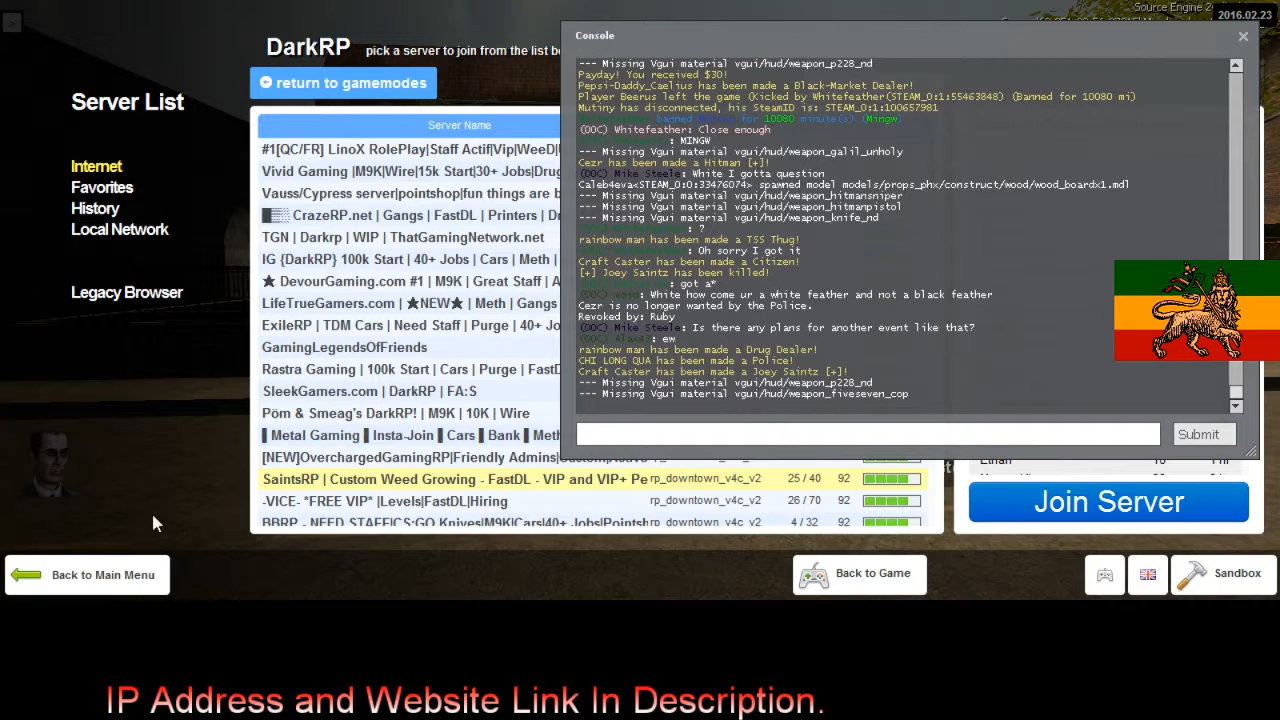 Source Engine 2
2016.02.23
DarkRP pick a server to join from the list b
return to gamemodes
Server List
Internet
Favorites
History
Local Network
Legacy Browser
Server Name
#1[QC/FR] LinoX RolePlay|Staff Actif|Vip|WeeD|
Vivid Gaming |M9K|Wire|15k Start|30+ Jobs|Drug
Vauss/Cypress server|pointshop|fun things are b
CrazeRP.net | Gangs | FastDL | Printers | Dr
TGN | Darkrp | WIP | ThatGamingNetwork.net
IG {DarkRP} 100k Start | 40+ Jobs | Cars | Meth |
★ DevourGaming.com #1 | M9K | Great Staff | A
LifeTrueGamers.com | ★NEW★ | Meth | Gangs
ExileRP | TDM Cars | Need Staff | Purge | 40+ Jo
GamingLegendsOfFriends
Rastra Gaming | 100k Start | Cars | Purge | FastD
SleekGamers.com | DarkRP | FA:S
Pöm & Smeag's DarkRP! | M9K | 10K | Wire
▌Metal Gaming ▌Insta-Join ▌Cars ▌Bank ▌Meth
[NEW]OverchargedGamingRP|Friendly Admins|
SaintsRP | Custom Weed Growing - FastDL - VIP and VIP+ Pe rp_downtown_v4c_v2 25 / 40 92
-VICE- *FREE VIP* |Levels|FastDL|Hiring rp_downtown_v4c_v2 26 / 70 92
BBRP - NEED STAFF|CS:GO Knives|M9K|Cars|40+ Jobs|Pointsh rp_downtown_v4c_v2 4 / 32 92
Console
--- Missing Vgui material vgui/hud/weapon_p228_nd
Payday! You received $30!
Pepsi-Daddy_Caelius has been made a Black-Market Dealer!
Player Beerus left the game (Kicked by Whitefeather(STEAM_0:1:55463848) (Banned for 10080 mi)
Mutiny has disconnected, his SteamID is: STEAM_0:1:100657981
banned for 10080 minute(s) (Mingw)
(OOC) Whitefeather: Close enough
: MINGW
--- Missing Vgui material vgui/hud/weapon_galil_unholy
Cezr has been made a Hitman [+]!
(OOC) Mike Steele: White I gotta question
Caleb4eva<STEAM_0:0:33476074> spawned model models/props_phx/construct/wood/wood_boardx1.mdl
--- Missing Vgui material vgui/hud/weapon_hitmansniper
--- Missing Vgui material vgui/hud/weapon_hitmanpistol
--- Missing Vgui material vgui/hud/weapon_knife_nd
: ?
rainbow man has been made a TSS Thug!
: Oh sorry I got it
Craft Caster has been made a Citizen!
[+] Joey Saintz has been killed!
: got a*
: White how come ur a white feather and not a black feather
Cezr is no longer wanted by the Police.
Revoked by: Ruby
(OOC) Mike Steele: Is there any plans for another event like that?
: ew
rainbow man has been made a Drug Dealer!
CHI LONG QUA has been made a Police!
Craft Caster has been made a Joey Saintz [+]!
--- Missing Vgui material vgui/hud/weapon_p228_nd
--- Missing Vgui material vgui/hud/weapon_fiveseven_cop
Submit
Join Server
Back to Main Menu
Back to Game
Sandbox
IP Address and Website Link In Description.